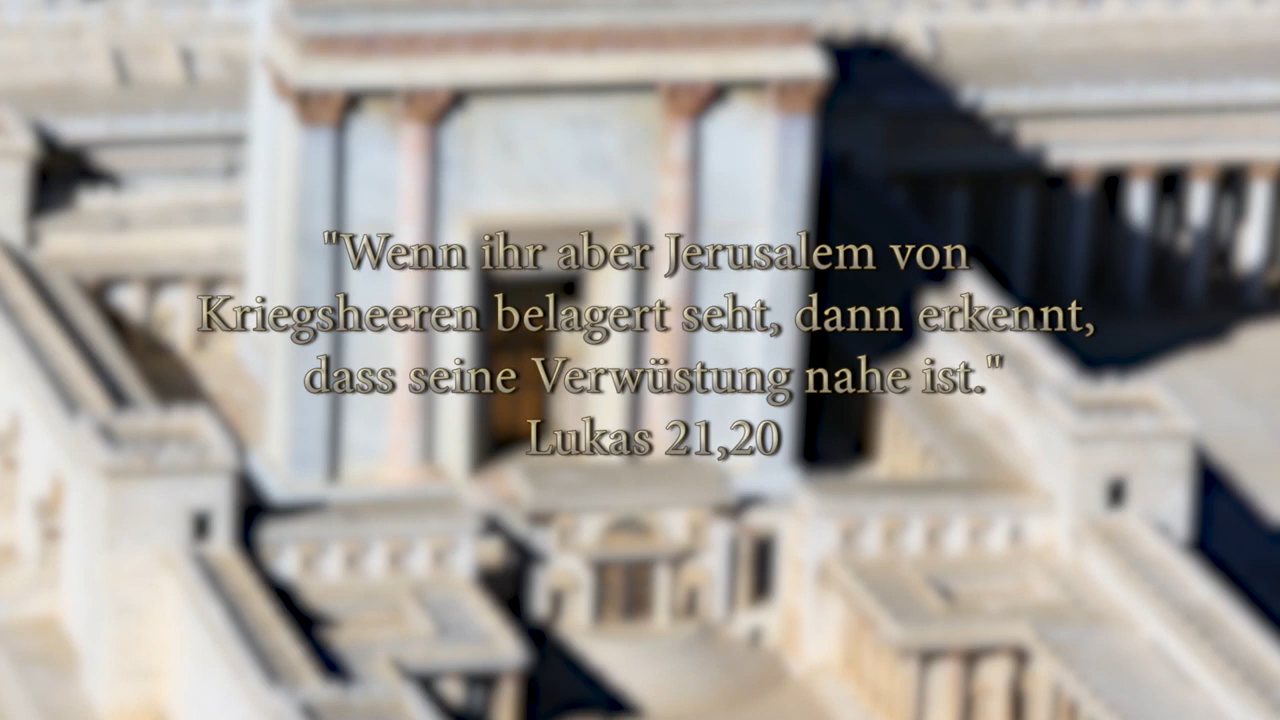 "Wenn ihr aber Jerusalem von
Kriegsheeren belagert seht, dann erkennt,
dass seine Verwüstung nahe ist."
Lukas 21,20